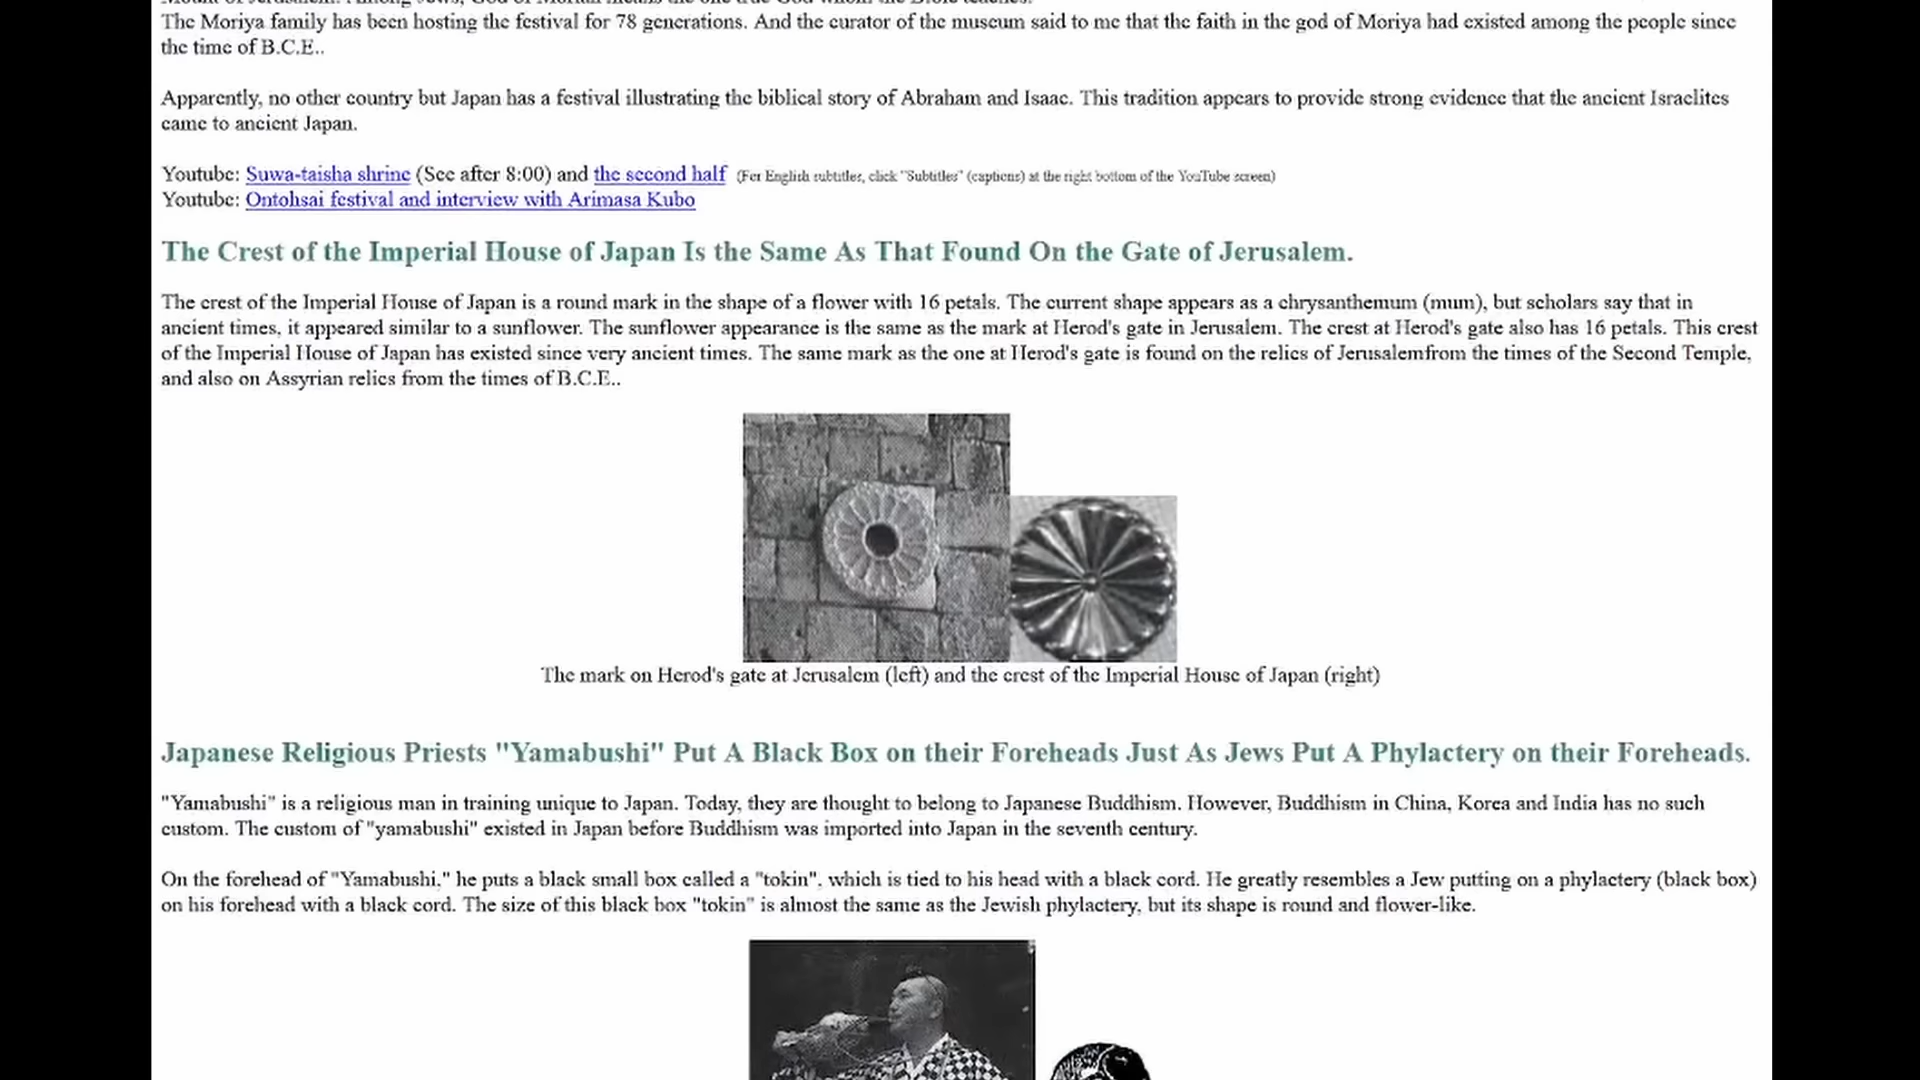 The Moriya family has been hosting the festival for 78 generations. And the curator of the museum said to me that the faith in the god of Moriya had existed among the people since
the time of B.C.E..
Apparently, no other country but Japan has a festival illustrating the biblical story of Abraham and Isaac. This tradition appears to provide strong evidence that the ancient Israelites
came to ancient Japan.
Youtube: Suwa-taisha shrine (See after 8:00) and the second half (For English subtitles, click "Subtitles" (captions) at the right bottom of the YouTube screen)
Youtube: Ontohsai festival and interview with Arimasa Kubo
The Crest of the Imperial House of Japan Is the Same As That Found On the Gate of Jerusalem.
The crest of the Imperial House of Japan is a round mark in the shape of a flower with 16 petals. The current shape appears as a chrysanthemum (mum), but scholars say that in
ancient times, it appeared similar to a sunflower. The sunflower appearance is the same as the mark at Herod's gate in Jerusalem. The crest at Herod's gate also has 16 petals. This crest
of the Imperial House of Japan has existed since very ancient times. The same mark as the one at Herod's gate is found on the relics of Jerusalemfrom the times of the Second Temple,
and also on Assyrian relics from the times of B.C.E..
The mark on Herod's gate at Jerusalem (left) and the crest of the Imperial House of Japan (right)
Japanese Religious Priests "Yamabushi" Put A Black Box on their Foreheads Just As Jews Put A Phylactery on their Foreheads.
"Yamabushi" is a religious man in training unique to Japan. Today, they are thought to belong to Japanese Buddhism. However, Buddhism in China, Korea and India has no such
custom. The custom of "yamabushi" existed in Japan before Buddhism was imported into Japan in the seventh century.
On the forehead of "Yamabushi," he puts a black small box called a "tokin", which is tied to his head with a black cord. He greatly resembles a Jew putting on a phylactery (black box)
on his forehead with a black cord. The size of this black box "tokin" is almost the same as the Jewish phylactery, but its shape is round and flower-like.